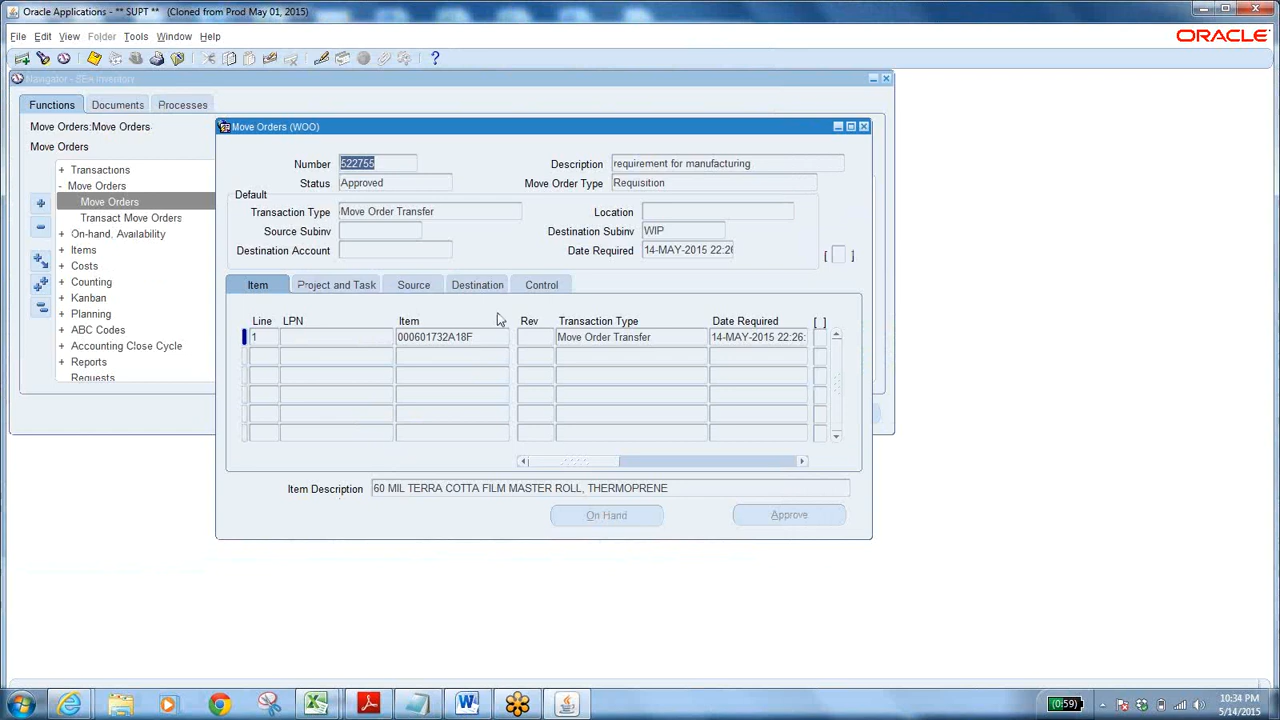 Oracle Applications - ** SUPT ** (Cloned from Prod May 01, 2015)
File Edit View Folder Tools Window Help
ORACLE
Functions Documents Processes
Move Orders:Move Orders
Move Orders
+ Transactions
- Move Orders
Move Orders
Transact Move Orders
+ On-hand, Availability
+ Items
+ Costs
+ Counting
+ Kanban
+ Planning
+ ABC Codes
+ Accounting Close Cycle
+ Reports
Requests
Move Orders (WOO)
Number 522755 Description requirement for manufacturing
Status Approved Move Order Type Requisition
Default
Transaction Type Move Order Transfer Location
Source Subinv Destination Subinv WIP
Destination Account Date Required 14-MAY-2015 22:26 [ ]
Item Project and Task Source Destination Control
Line LPN Item Rev Transaction Type Date Required [ ]
1 000601732A18F Move Order Transfer 14-MAY-2015 22:26:
Item Description 60 MIL TERRA COTTA FILM MASTER ROLL, THERMOPRENE
On Hand Approve
(0:59) 10:34 PM
5/14/2015